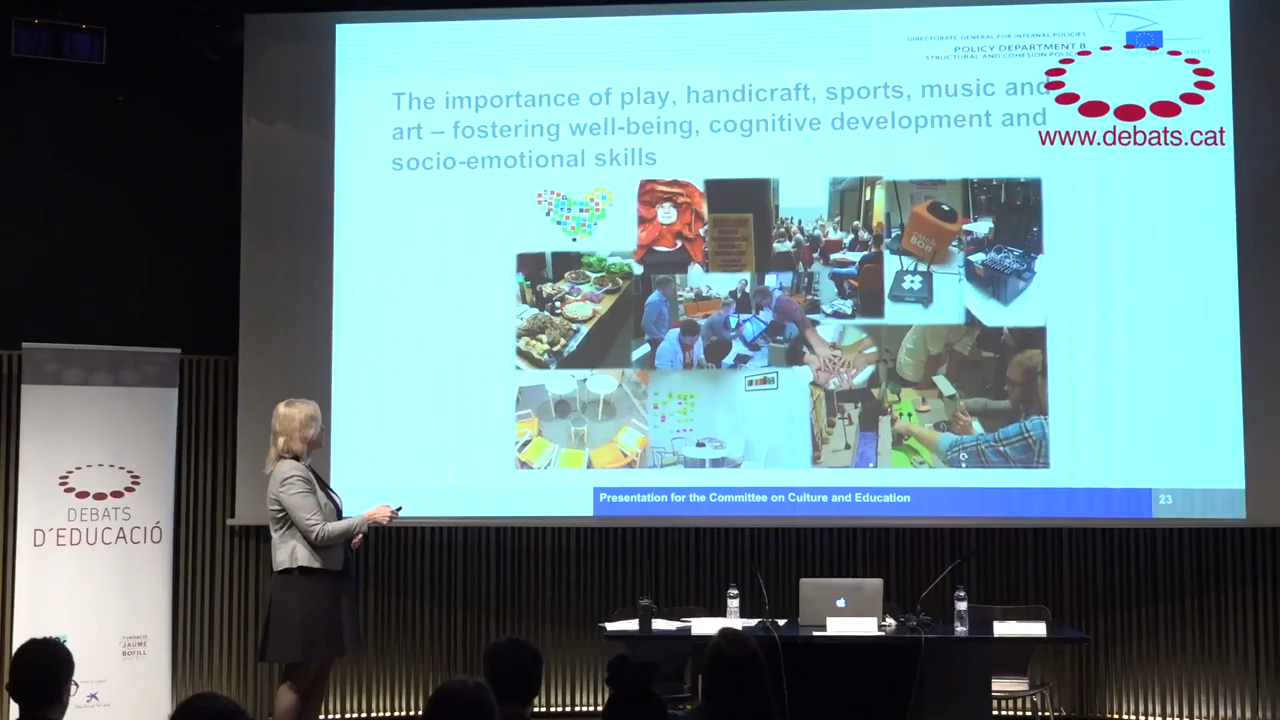 DIRECTORATE GENERAL FOR INTERNAL POLICIES
POLICY DEPARTMENT B
STRUCTURAL AND COHESION
The importance of play, handicraft, sports, music and
art – fostering well-being, cognitive development and
socio-emotional skills
www.debats.cat
catch
BOB
Presentation for the Committee on Culture and Education
23
DEBATS
D´EDUCACIÓ
FUNDACIÓ
JAUME
BOFILL